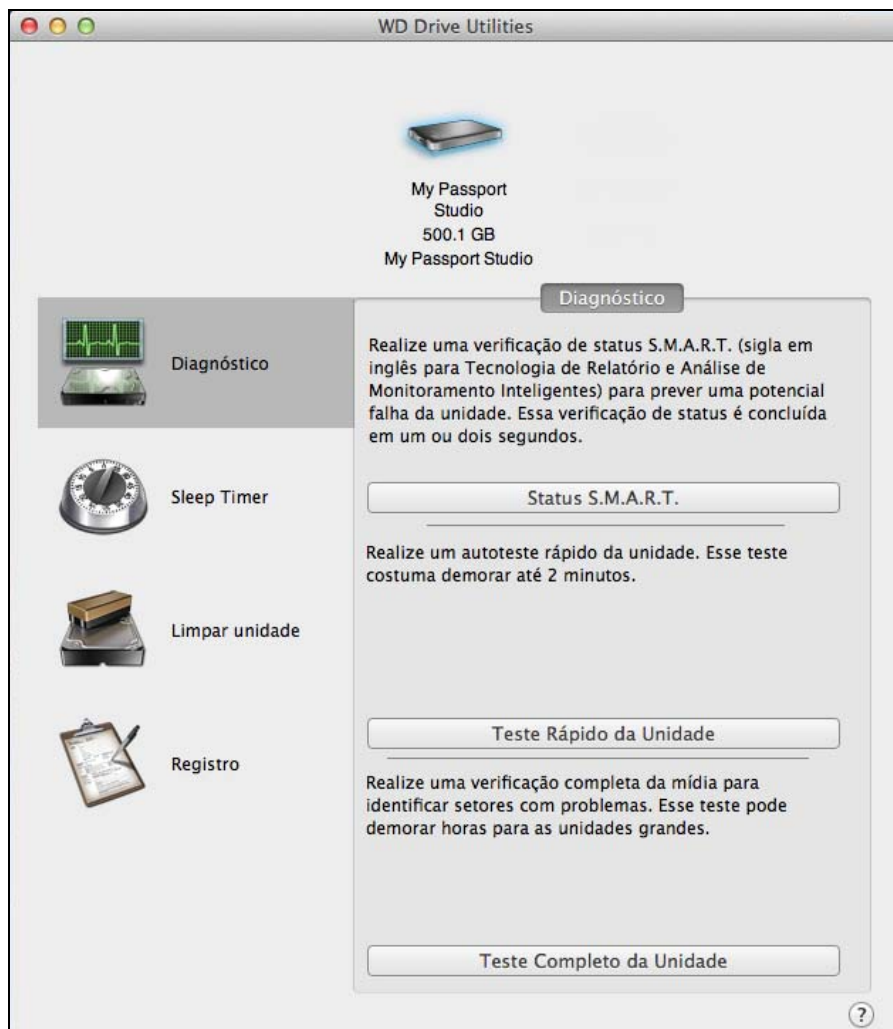 WD Drive Utilities
My Passport
Studio
500.1 GB
My Passport Studio
Diagnóstico
Sleep Timer
Limpar unidade
Registro
Diagnóstico
Realize uma verificação de status S.M.A.R.T. (sigla em
inglês para Tecnologia de Relatório e Análise de
Monitoramento Inteligentes) para prever uma potencial
falha da unidade. Essa verificação de status é concluída
em um ou dois segundos.
Status S.M.A.R.T.
Realize um autoteste rápido da unidade. Esse teste
costuma demorar até 2 minutos.
Teste Rápido da Unidade
Realize uma verificação completa da mídia para
identificar setores com problemas. Esse teste pode
demorar horas para as unidades grandes.
Teste Completo da Unidade
?